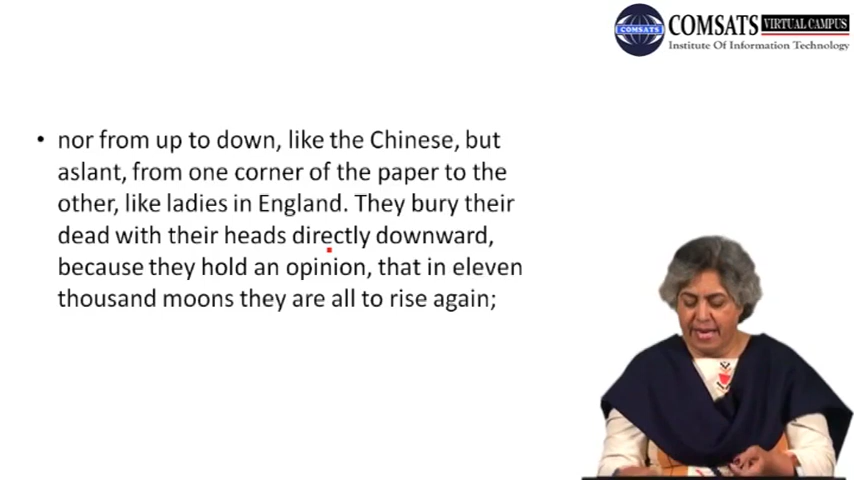 COMSATS
COMSATS VIRTUAL CAMPUS
Institute Of Information Technology
• nor from up to down, like the Chinese, but
aslant, from one corner of the paper to the
other, like ladies in England. They bury their
dead with their heads directly downward,
because they hold an opinion, that in eleven
thousand moons they are all to rise again;